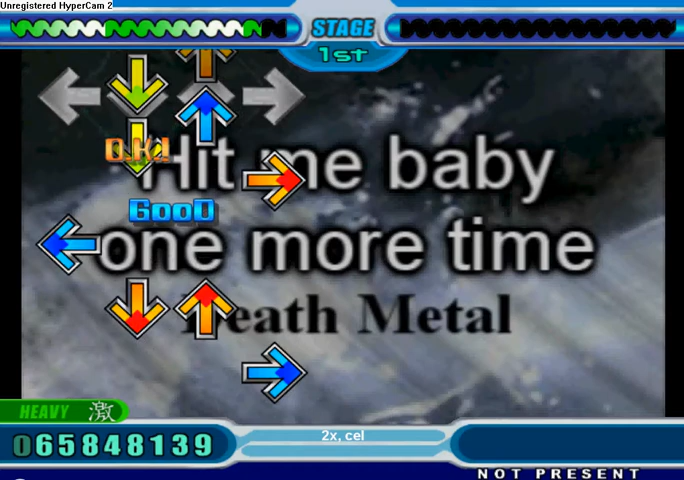 Unregistered HyperCam 2
STAGE
1st
O.K!
Hit me baby
GooD
one more time
Death Metal
HEAVY 激
065848139
2x, cel
NOT PRESENT